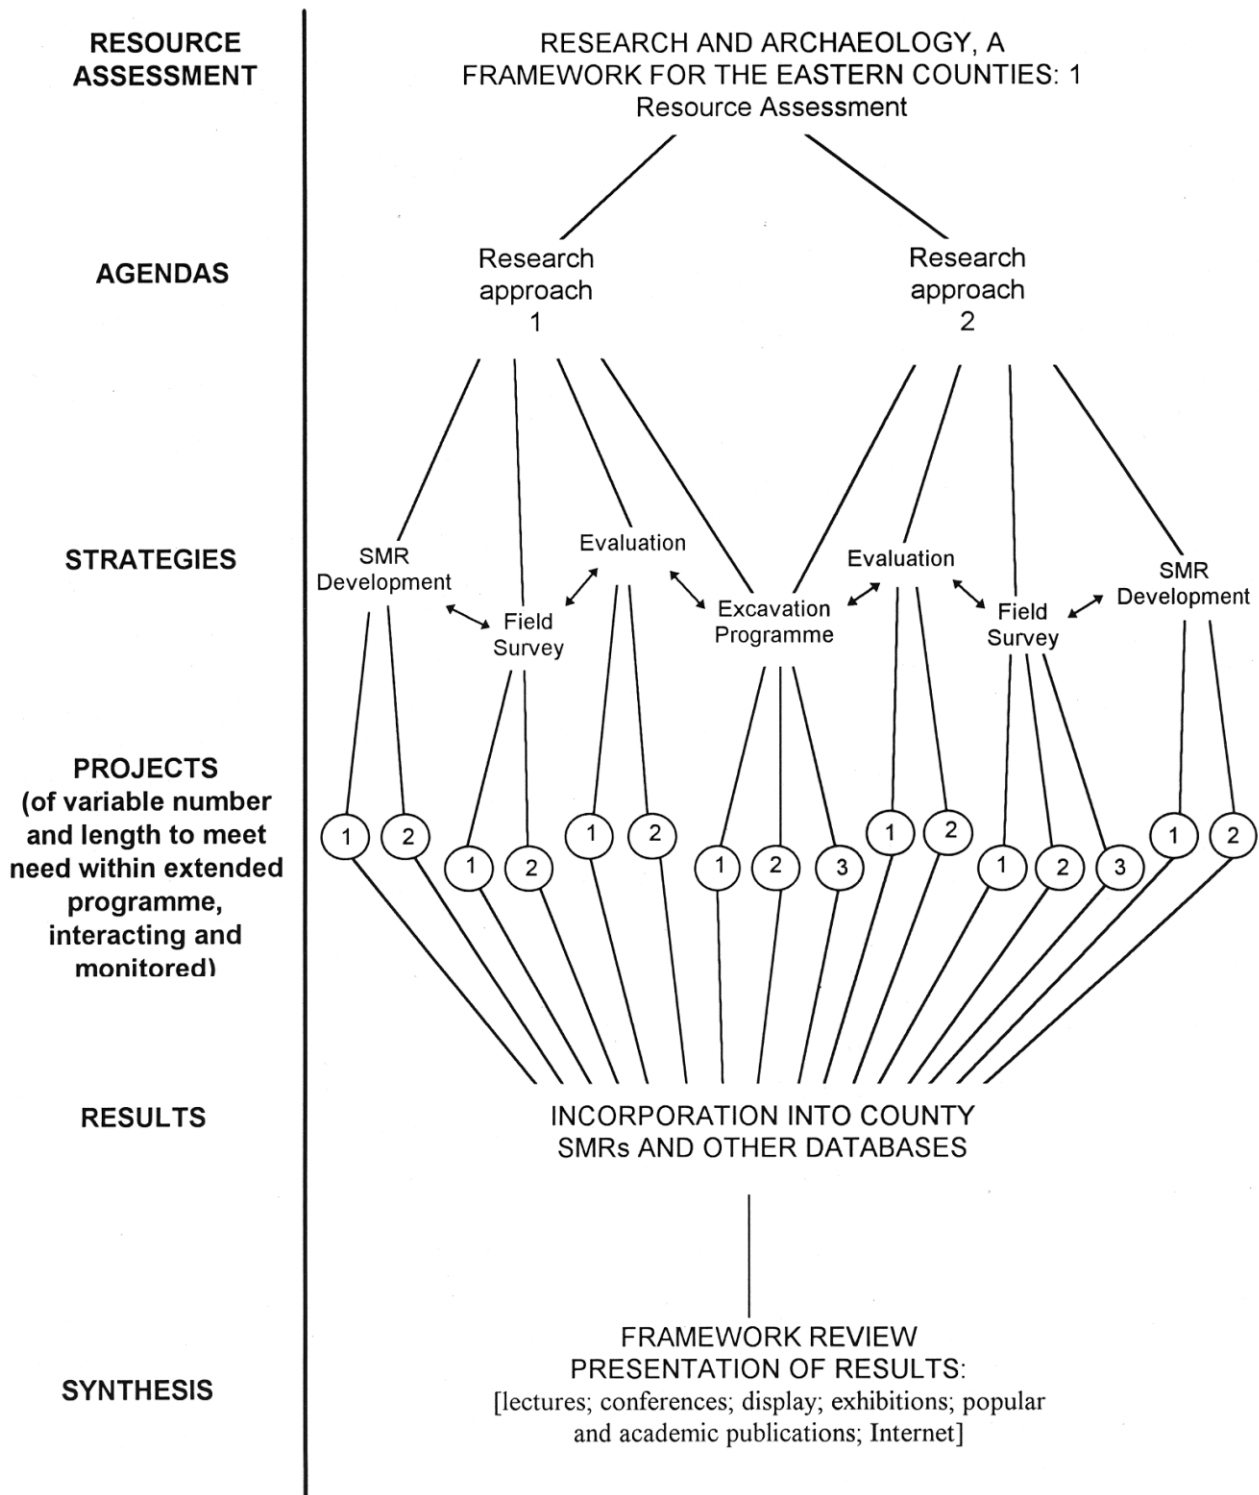 RESOURCE
ASSESSMENT
RESEARCH AND ARCHAEOLOGY, A
FRAMEWORK FOR THE EASTERN COUNTIES: 1
Resource Assessment
AGENDAS
Research
approach
1
Research
approach
2
STRATEGIES
SMR
Development
Field
Survey
Evaluation
Excavation
Programme
Evaluation
Field
Survey
SMR
Development
PROJECTS
(of variable number
and length to meet
need within extended
programme,
interacting and
monitored)
1
2
1
2
1
2
1
2
3
1
2
1
2
3
1
2
RESULTS
INCORPORATION INTO COUNTY
SMRs AND OTHER DATABASES
SYNTHESIS
FRAMEWORK REVIEW
PRESENTATION OF RESULTS:
[lectures; conferences; display; exhibitions; popular
and academic publications; Internet]